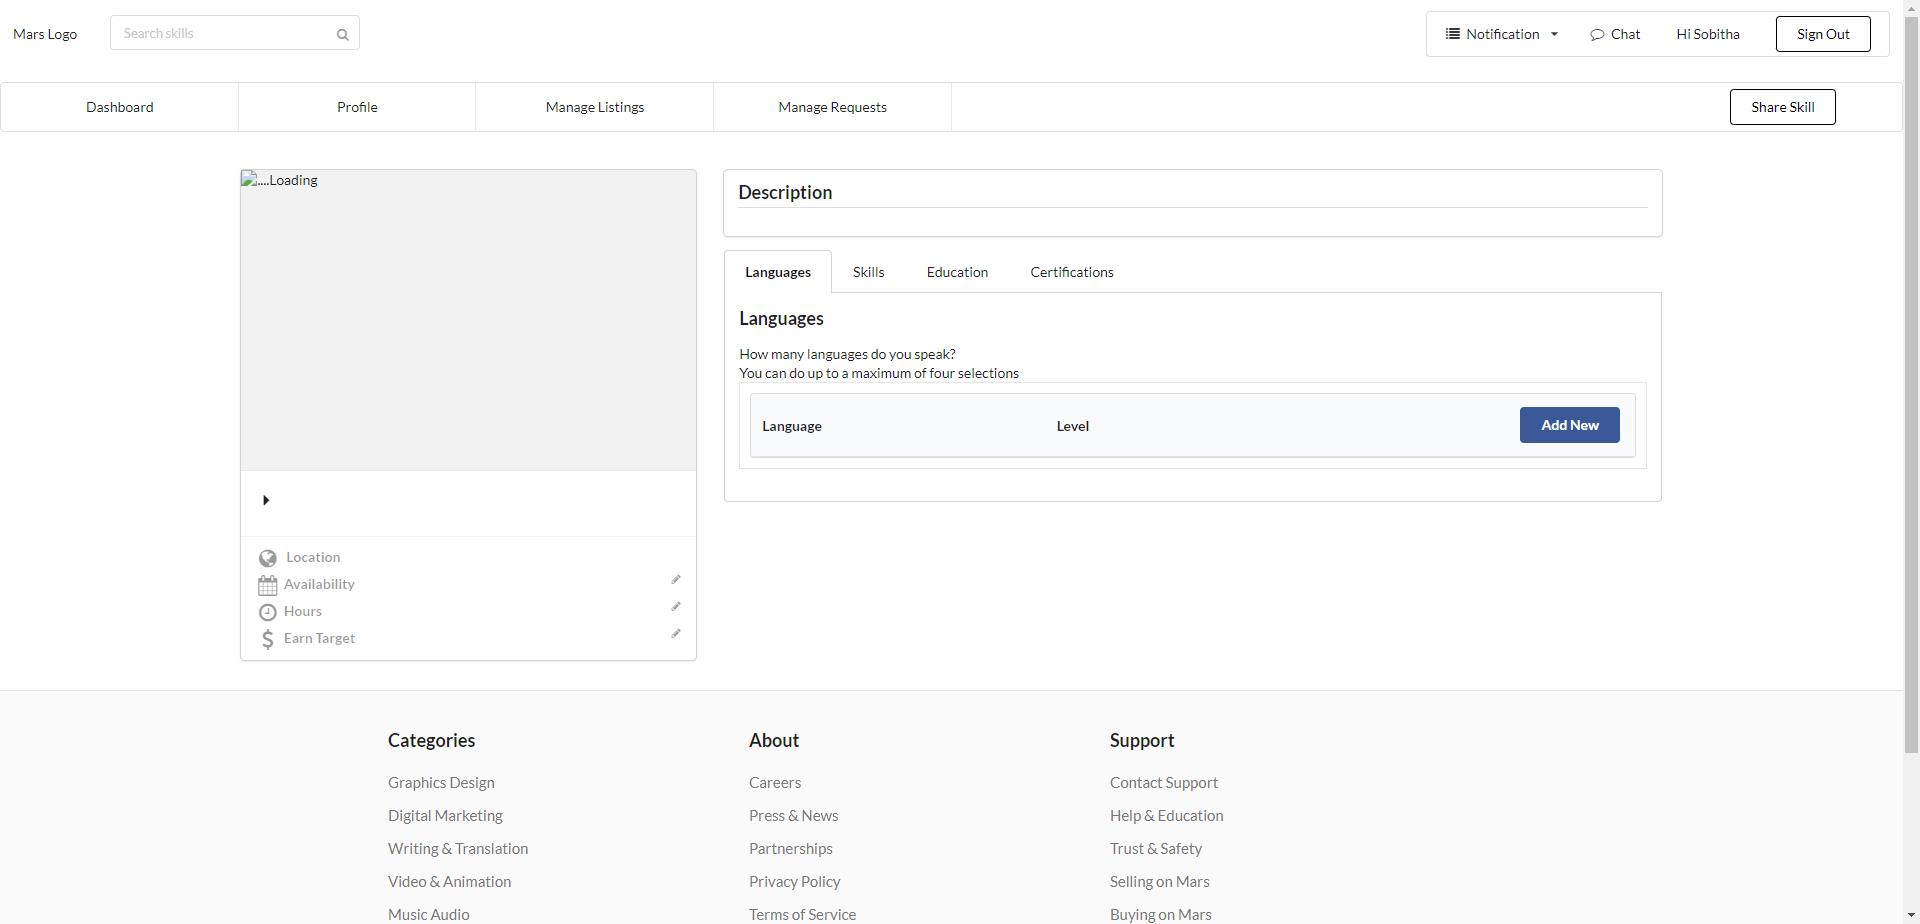 Mars Logo
Search skills
Notification
Chat
Hi Sobitha
Sign Out
Dashboard
Profile
Manage Listings
Manage Requests
Share Skill
....Loading
Location
Availability
Hours
Earn Target
Description
Languages
Skills
Education
Certifications
Languages
How many languages do you speak?
You can do up to a maximum of four selections
Language
Level
Add New
Categories
Graphics Design
Digital Marketing
Writing & Translation
Video & Animation
Music Audio
About
Careers
Press & News
Partnerships
Privacy Policy
Terms of Service
Support
Contact Support
Help & Education
Trust & Safety
Selling on Mars
Buying on Mars